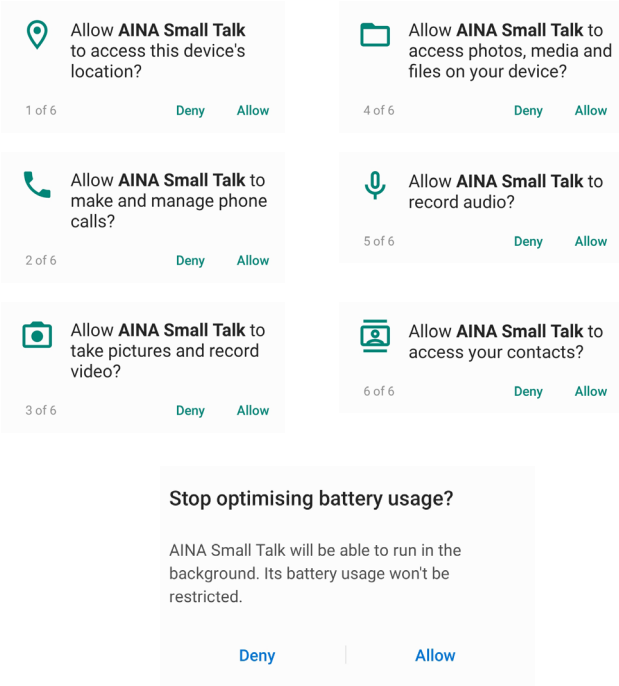 Allow AINA Small Talk
to access this device's
location?
1 of 6
Deny
Allow
Allow AINA Small Talk to
make and manage phone
calls?
2 of 6
Deny
Allow
Allow AINA Small Talk to
take pictures and record
video?
3 of 6
Deny
Allow
Allow AINA Small Talk to
access photos, media and
files on your device?
4 of 6
Deny
Allow
Allow AINA Small Talk to
record audio?
5 of 6
Deny
Allow
Allow AINA Small Talk to
access your contacts?
6 of 6
Deny
Allow
Stop optimising battery usage?
AINA Small Talk will be able to run in the
background. Its battery usage won't be
restricted.
Deny
Allow